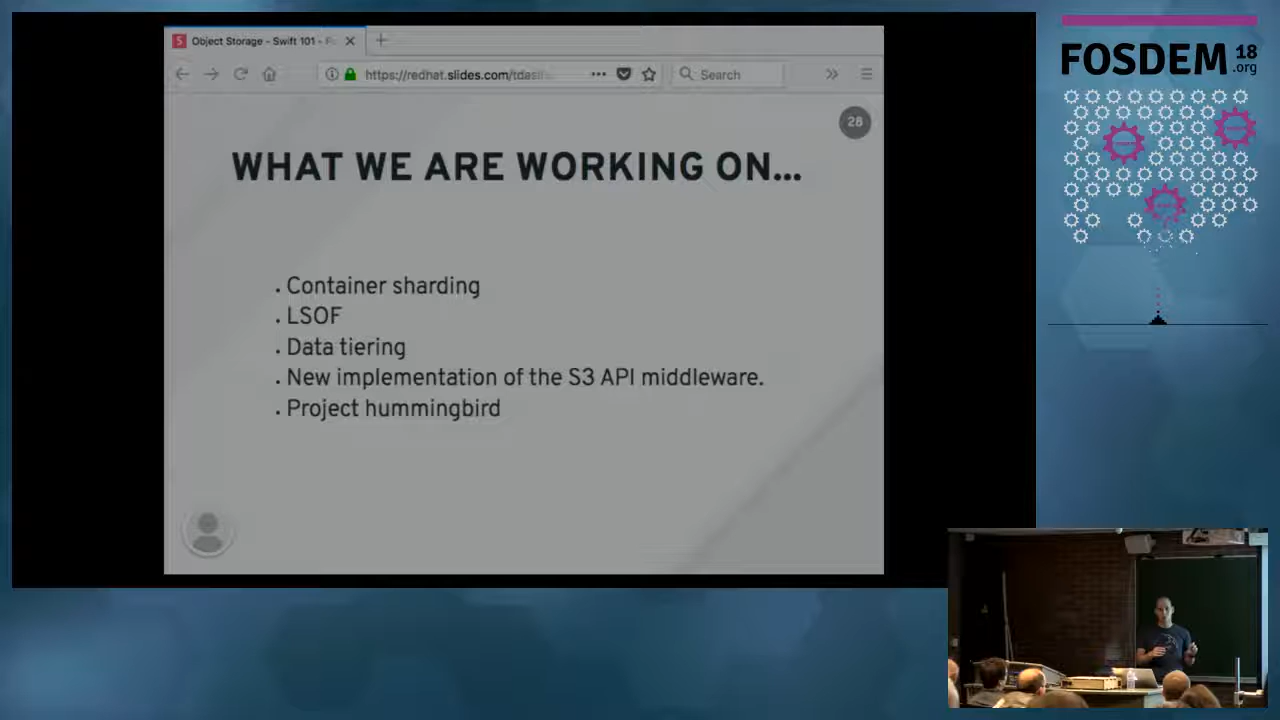 Object Storage - Swift 101 -
https://redhat.slides.com/tdasil
Search
28
WHAT WE ARE WORKING ON...
. Container sharding
. LSOF
. Data tiering
. New implementation of the S3 API middleware.
. Project hummingbird
FOSDEM 18
.org